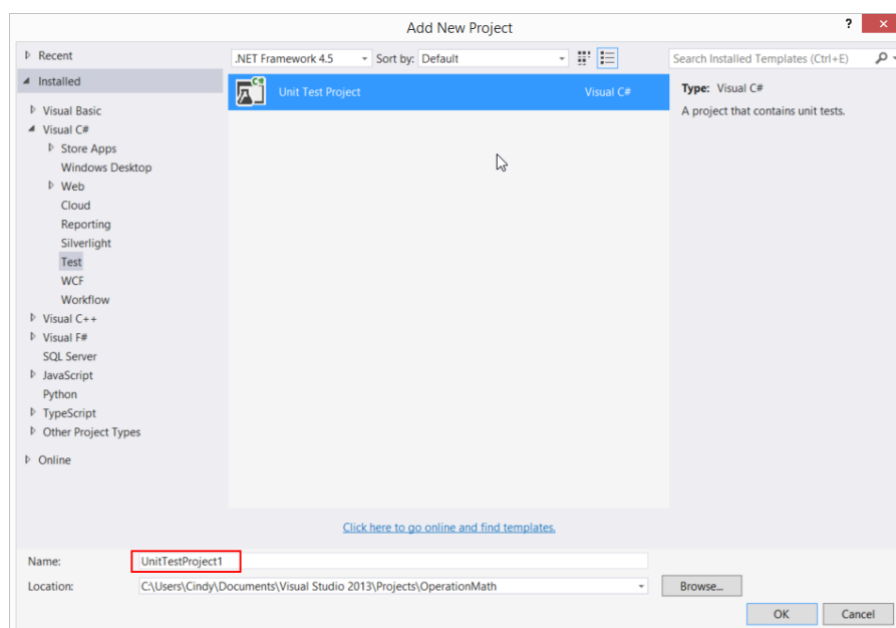 Add New Project
?
Recent
.NET Framework 4.5 Sort by: Default
Search Installed Templates (Ctrl+E)
Installed
Unit Test Project Visual C#
Type: Visual C#
A project that contains unit tests.
Visual Basic
Visual C#
Store Apps
Windows Desktop
Web
Cloud
Reporting
Silverlight
Test
WCF
Workflow
Visual C++
Visual F#
SQL Server
JavaScript
Python
TypeScript
Other Project Types
Online
Click here to go online and find templates.
Name: UnitTestProject1
Location: C:\Users\Cindy\Documents\Visual Studio 2013\Projects\OperationMath Browse...
OK Cancel